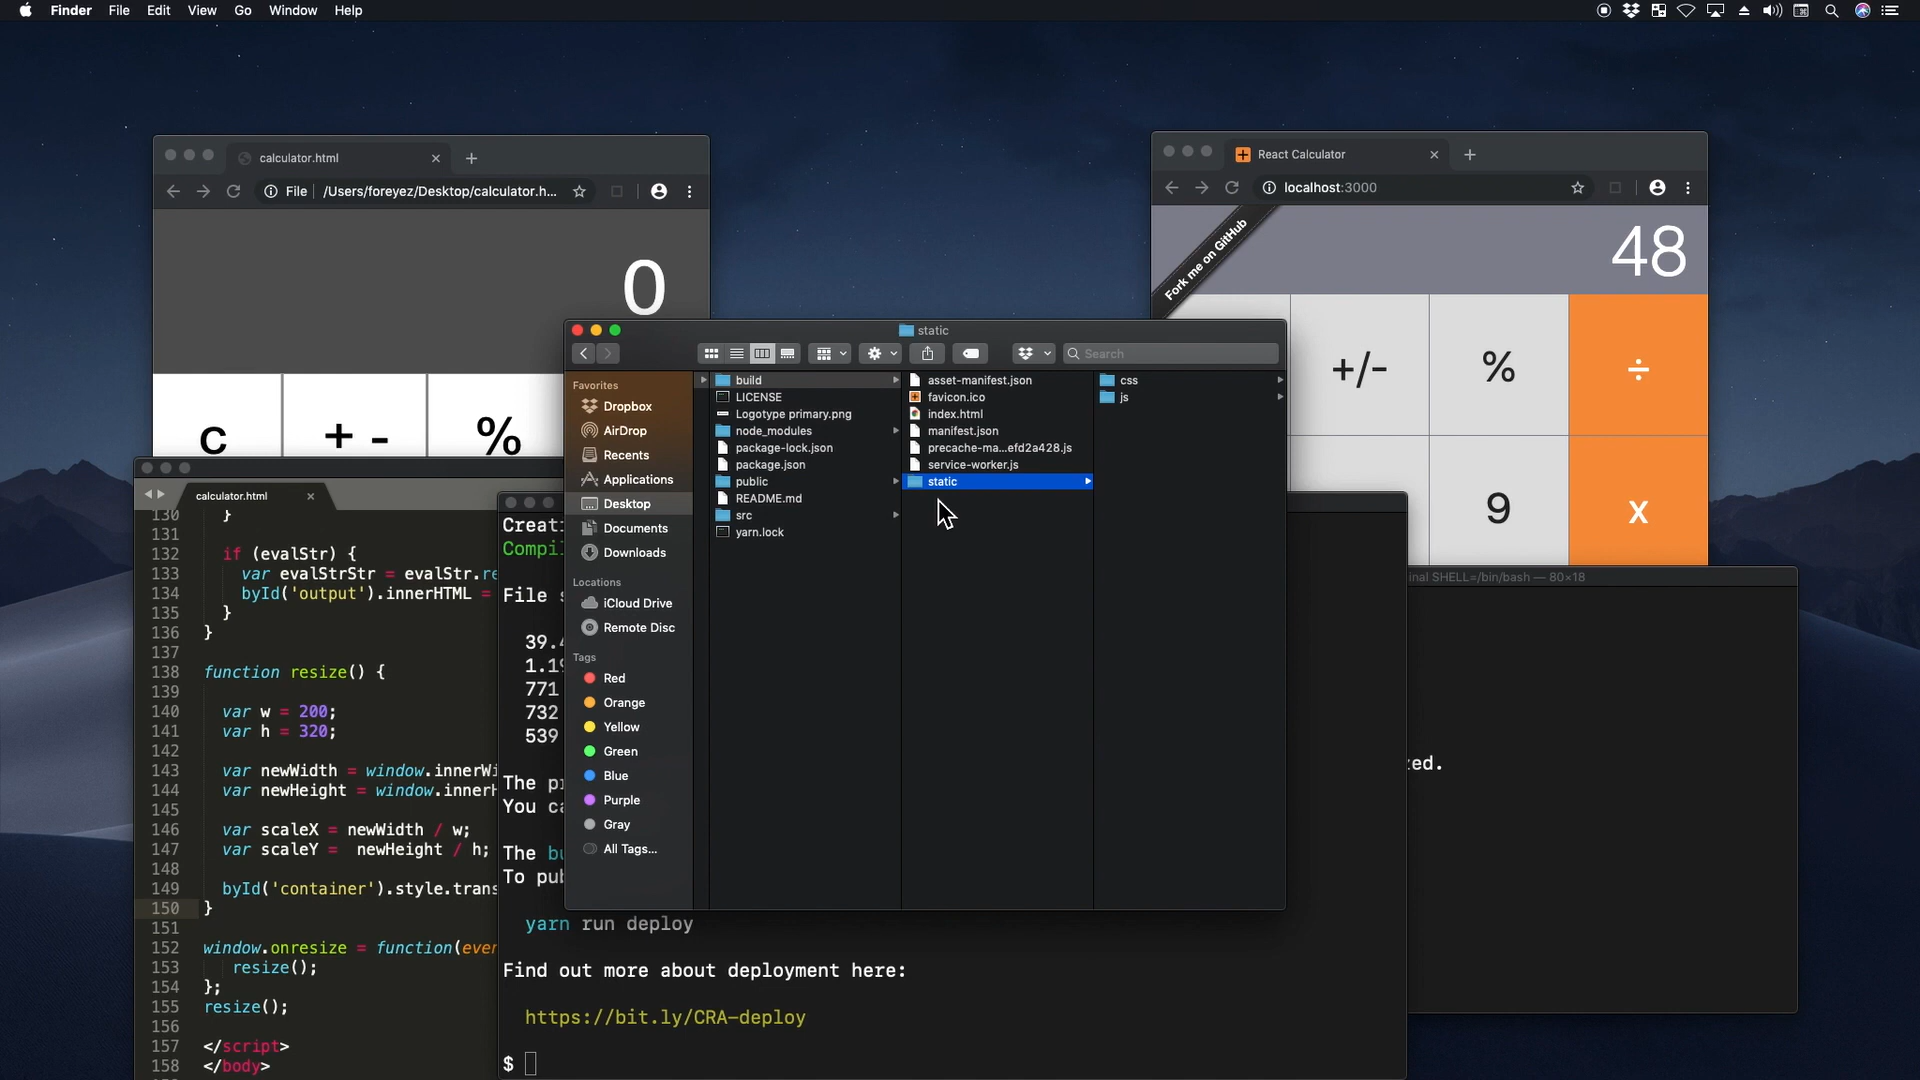 Finder File Edit View Go Window Help
calculator.html
File | /Users/foreyez/Desktop/calculator.h...
0
c + - %
React Calculator
localhost:3000
Fork me on GitHub
48
+/- % ÷
9 x
static
Search
Favorites
Dropbox
AirDrop
Recents
Applications
Desktop
Documents
Downloads
Locations
iCloud Drive
Remote Disc
Tags
Red
Orange
Yellow
Green
Blue
Purple
Gray
All Tags...
build
LICENSE
Logotype primary.png
node_modules
package-lock.json
package.json
public
README.md
src
yarn.lock
asset-manifest.json
favicon.ico
index.html
manifest.json
precache-ma...efd2a428.js
service-worker.js
static
css
js
calculator.html
130 }
131
132 if (evalStr) {
133 var evalStrStr = evalStr.re
134 byId('output').innerHTML =
135 }
136 }
137
138 function resize() {
139
140 var w = 200;
141 var h = 320;
142
143 var newWidth = window.innerWi
144 var newHeight = window.innerH
145
146 var scaleX = newWidth / w;
147 var scaleY = newHeight / h;
148
149 byId('container').style.trans
150 }
151
152 window.onresize = function(even
153 resize();
154 };
155 resize();
156
157 </script>
158 </body>
Creati
Compil
File s
39.4
1.19
771
732
539
The p
You ca
The bu
To pub
yarn run deploy
Find out more about deployment here:
https://bit.ly/CRA-deploy
$
inal SHELL=/bin/bash — 80×18
zed.